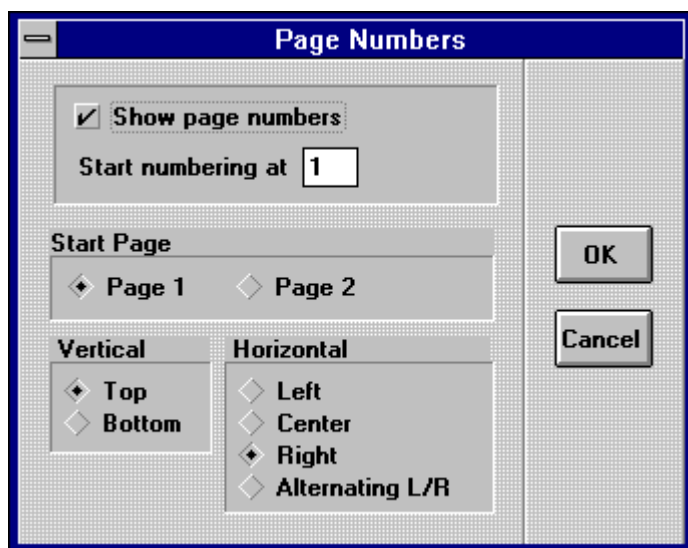 Page Numbers
Show page numbers
Start numbering at 1
Start Page
Page 1 Page 2
Vertical
Top
Bottom
Horizontal
Left
Center
Right
Alternating L/R
OK
Cancel